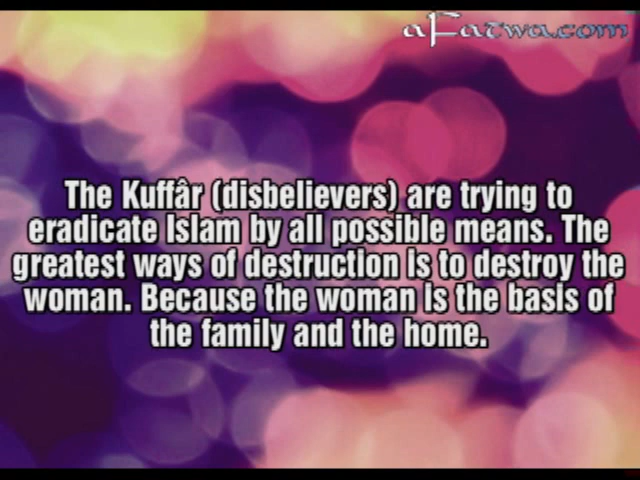 aFatwa.com
The Kuffâr (disbelievers) are trying to
eradicate Islam by all possible means. The
greatest ways of destruction is to destroy the
woman. Because the woman is the basis of
the family and the home.